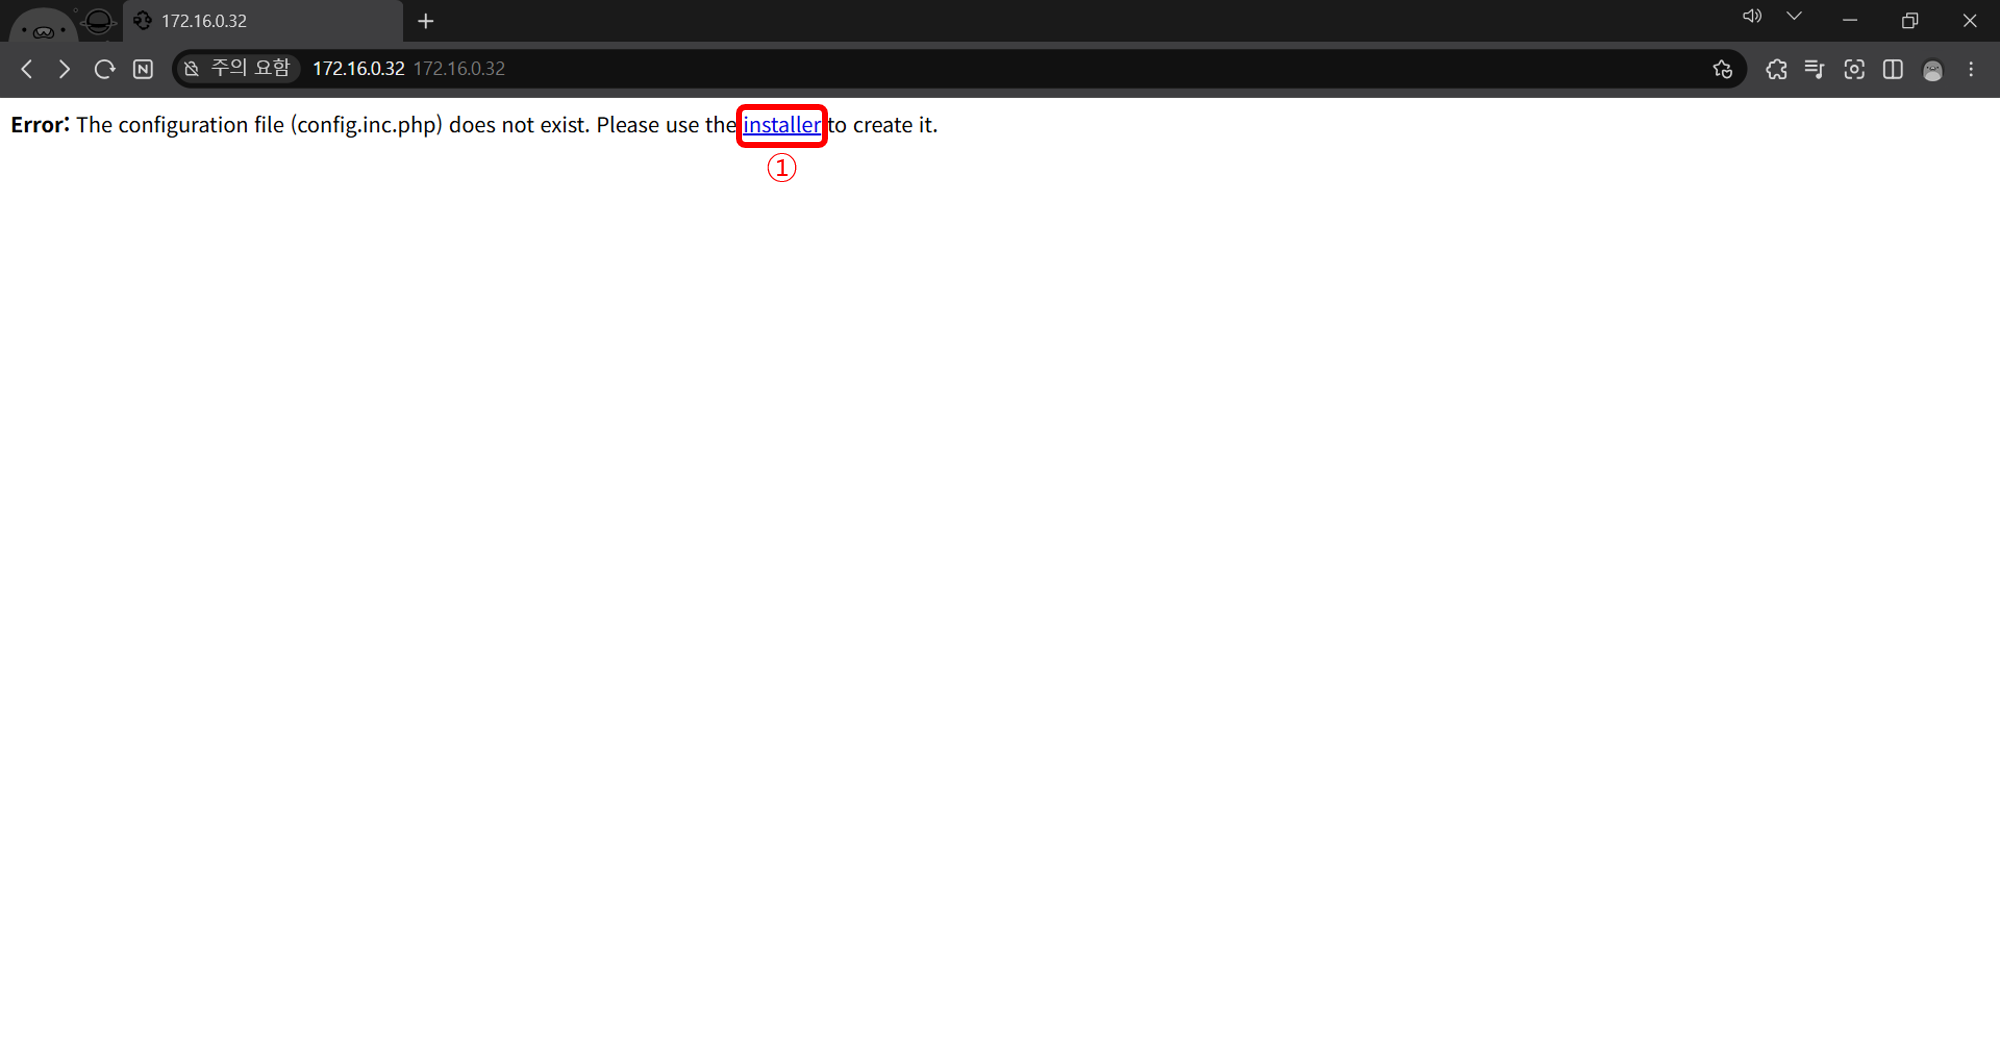 172.16.0.32
주의 요함 172.16.0.32 172.16.0.32
Error: The configuration file (config.inc.php) does not exist. Please use the installer to create it.
①